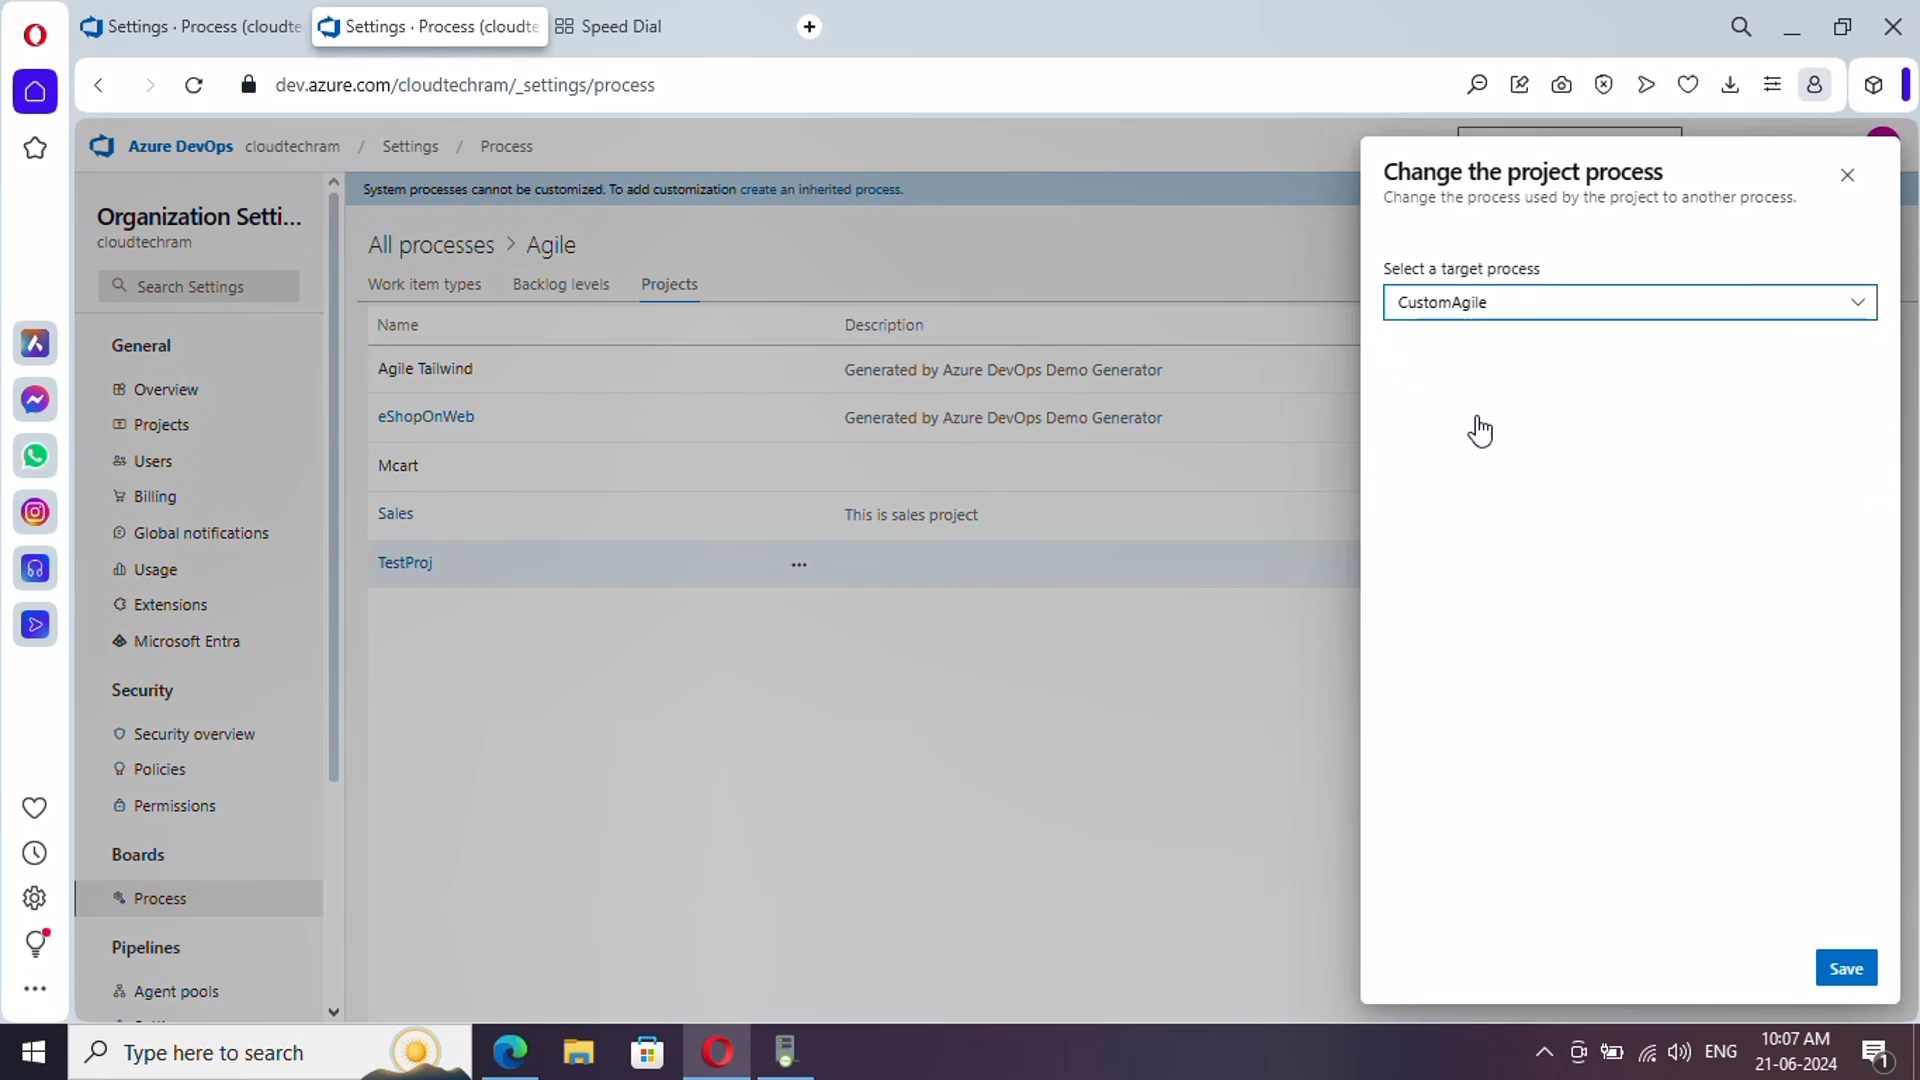 Settings · Process (cloudte
Settings · Process (cloudte
Speed Dial
dev.azure.com/cloudtechram/_settings/process
Azure DevOps cloudtechram / Settings / Process
Organization Setti...
cloudtechram
Search Settings
General
Overview
Projects
Users
Billing
Global notifications
Usage
Extensions
Microsoft Entra
Security
Security overview
Policies
Permissions
Boards
Process
Pipelines
Agent pools
System processes cannot be customized. To add customization create an inherited process.
All processes > Agile
Work item types Backlog levels Projects
Name Description
Agile Tailwind Generated by Azure DevOps Demo Generator
eShopOnWeb Generated by Azure DevOps Demo Generator
Mcart
Sales This is sales project
TestProj ...
Change the project process
Change the process used by the project to another process.
Select a target process
CustomAgile
Save
Type here to search
ENG
10:07 AM
21-06-2024
1